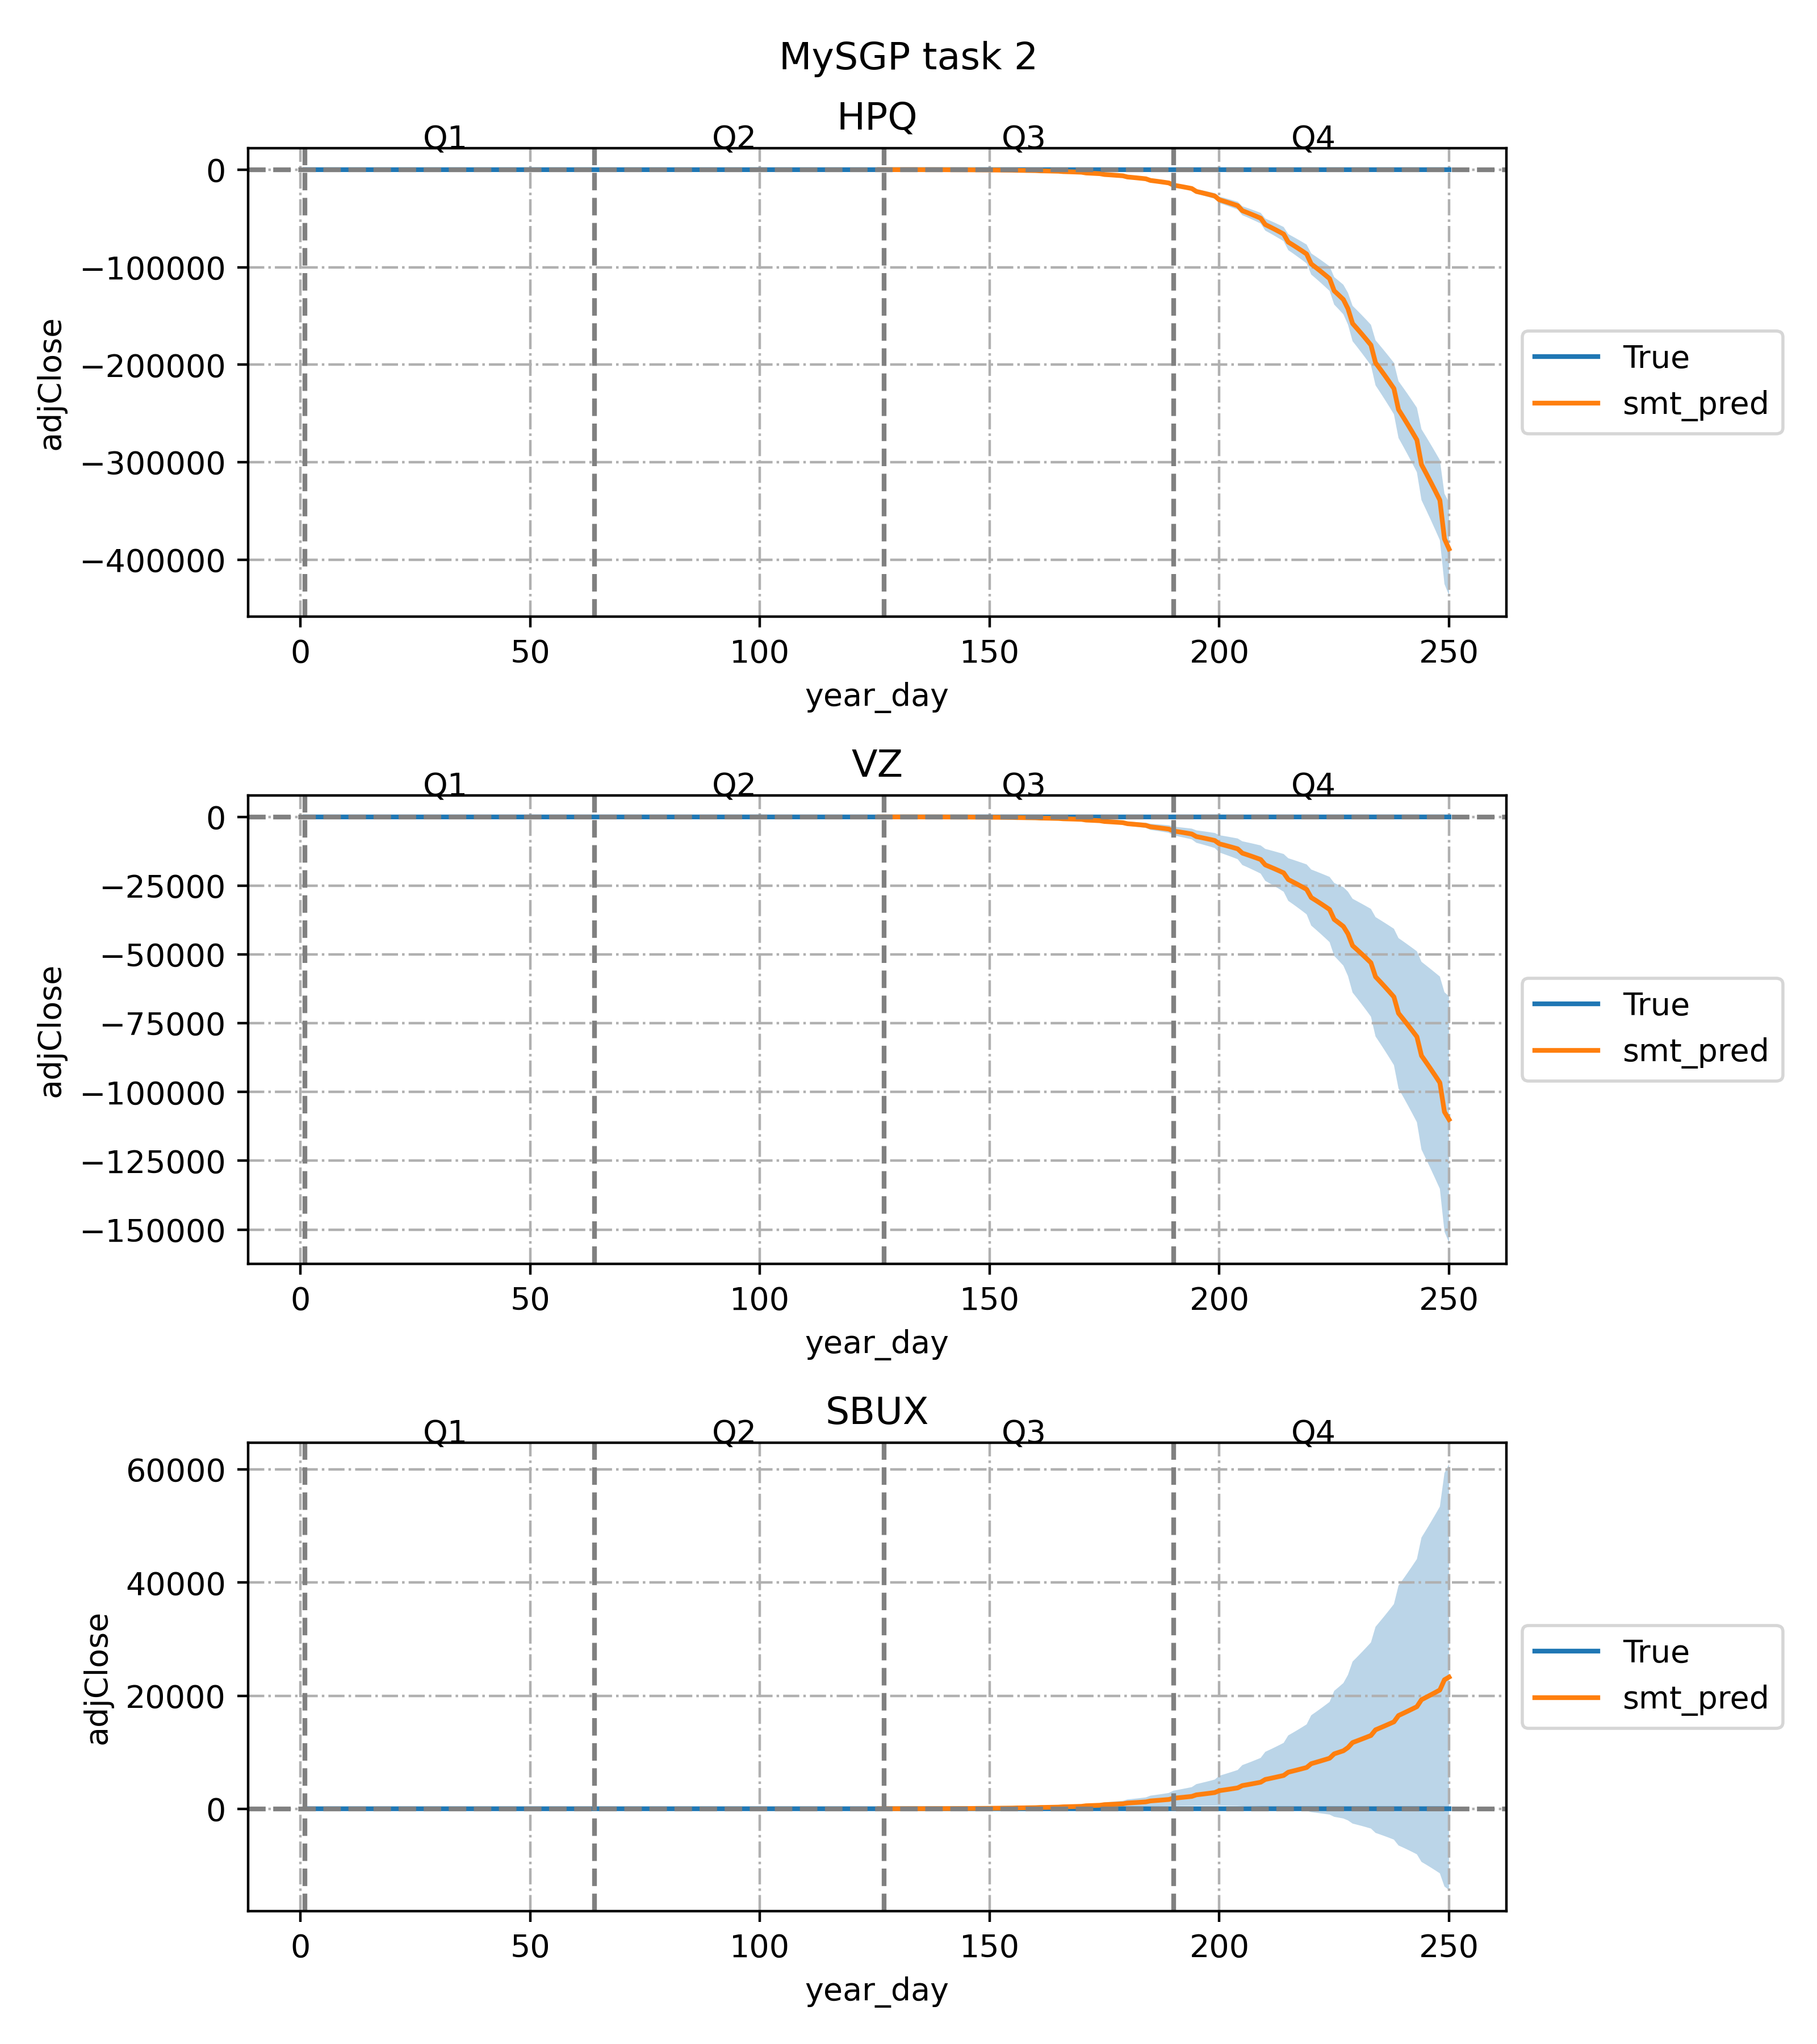 MySGP task 2
HPQ
Q1 Q2 Q3 Q4
0
−100000
−200000
−300000
−400000
adjClose
0 50 100 150 200 250
year_day
True
smt_pred
VZ
Q1 Q2 Q3 Q4
0
−25000
−50000
−75000
−100000
−125000
−150000
adjClose
0 50 100 150 200 250
year_day
True
smt_pred
SBUX
Q1 Q2 Q3 Q4
60000
40000
20000
0
adjClose
0 50 100 150 200 250
year_day
True
smt_pred